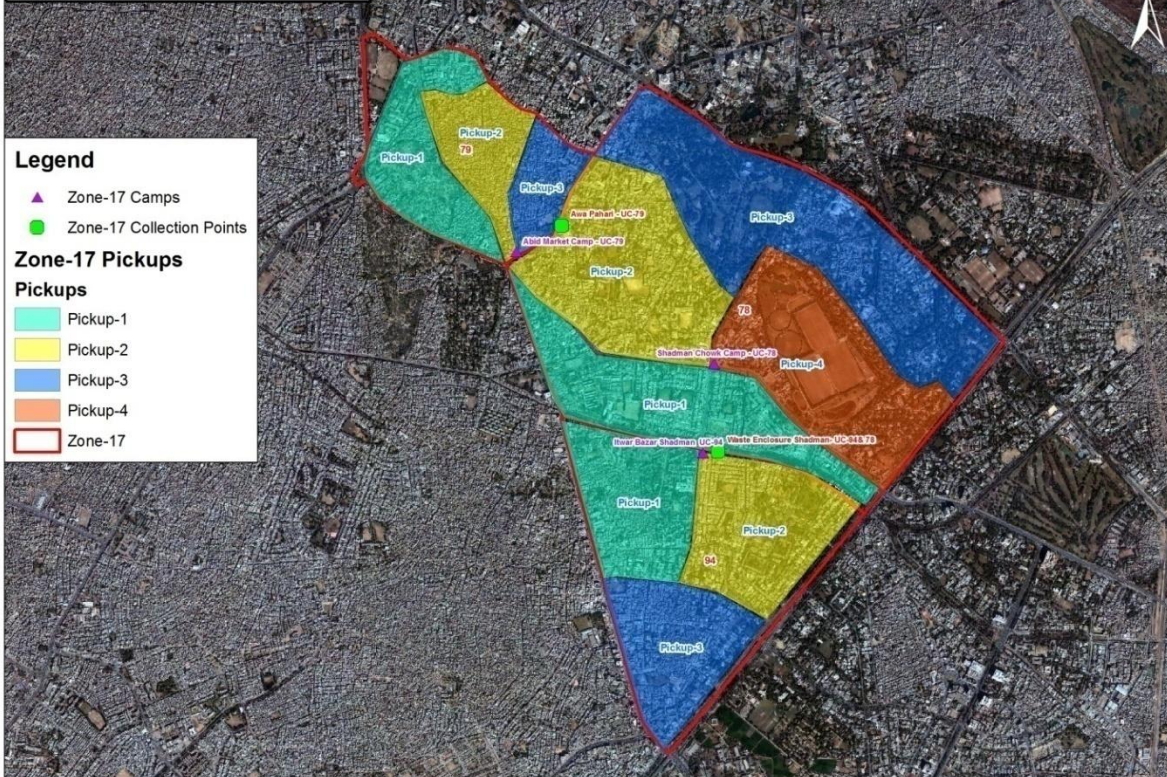 Legend
Zone-17 Camps
Zone-17 Collection Points
Zone-17 Pickups
Pickups
Pickup-1
Pickup-2
Pickup-3
Pickup-4
Zone-17
Pickup-2
79
Pickup-1
Pickup-3
Awa Pahari - UC-79
Pickup-3
Abid Market Camp - UC-79
Pickup-2
78
Shadman Chowk Camp - UC-78
Pickup-4
Pickup-1
Itwar Bazar Shadman UC-94
Waste Enclosure Shadman- UC-94& 78
Pickup-1
Pickup-2
94
Pickup-3